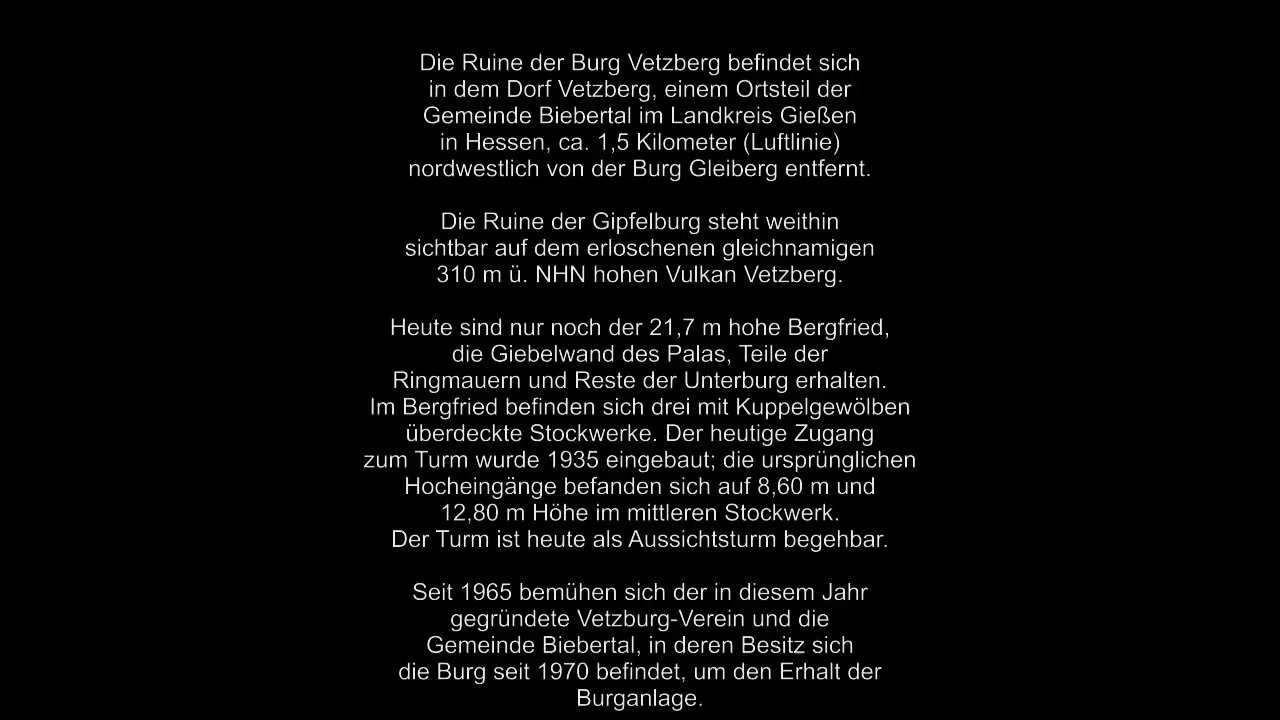 Die Ruine der Burg Vetzberg befindet sich
in dem Dorf Vetzberg, einem Ortsteil der
Gemeinde Biebertal im Landkreis Gießen
in Hessen, ca. 1,5 Kilometer (Luftlinie)
nordwestlich von der Burg Gleiberg entfernt.
Die Ruine der Gipfelburg steht weithin
sichtbar auf dem erloschenen gleichnamigen
310 m ü. NHN hohen Vulkan Vetzberg.
Heute sind nur noch der 21,7 m hohe Bergfried,
die Giebelwand des Palas, Teile der
Ringmauern und Reste der Unterburg erhalten.
Im Bergfried befinden sich drei mit Kuppelgewölben
überdeckte Stockwerke. Der heutige Zugang
zum Turm wurde 1935 eingebaut; die ursprünglichen
Hocheingänge befanden sich auf 8,60 m und
12,80 m Höhe im mittleren Stockwerk.
Der Turm ist heute als Aussichtsturm begehbar.
Seit 1965 bemühen sich der in diesem Jahr
gegründete Vetzburg-Verein und die
Gemeinde Biebertal, in deren Besitz sich
die Burg seit 1970 befindet, um den Erhalt der
Burganlage.